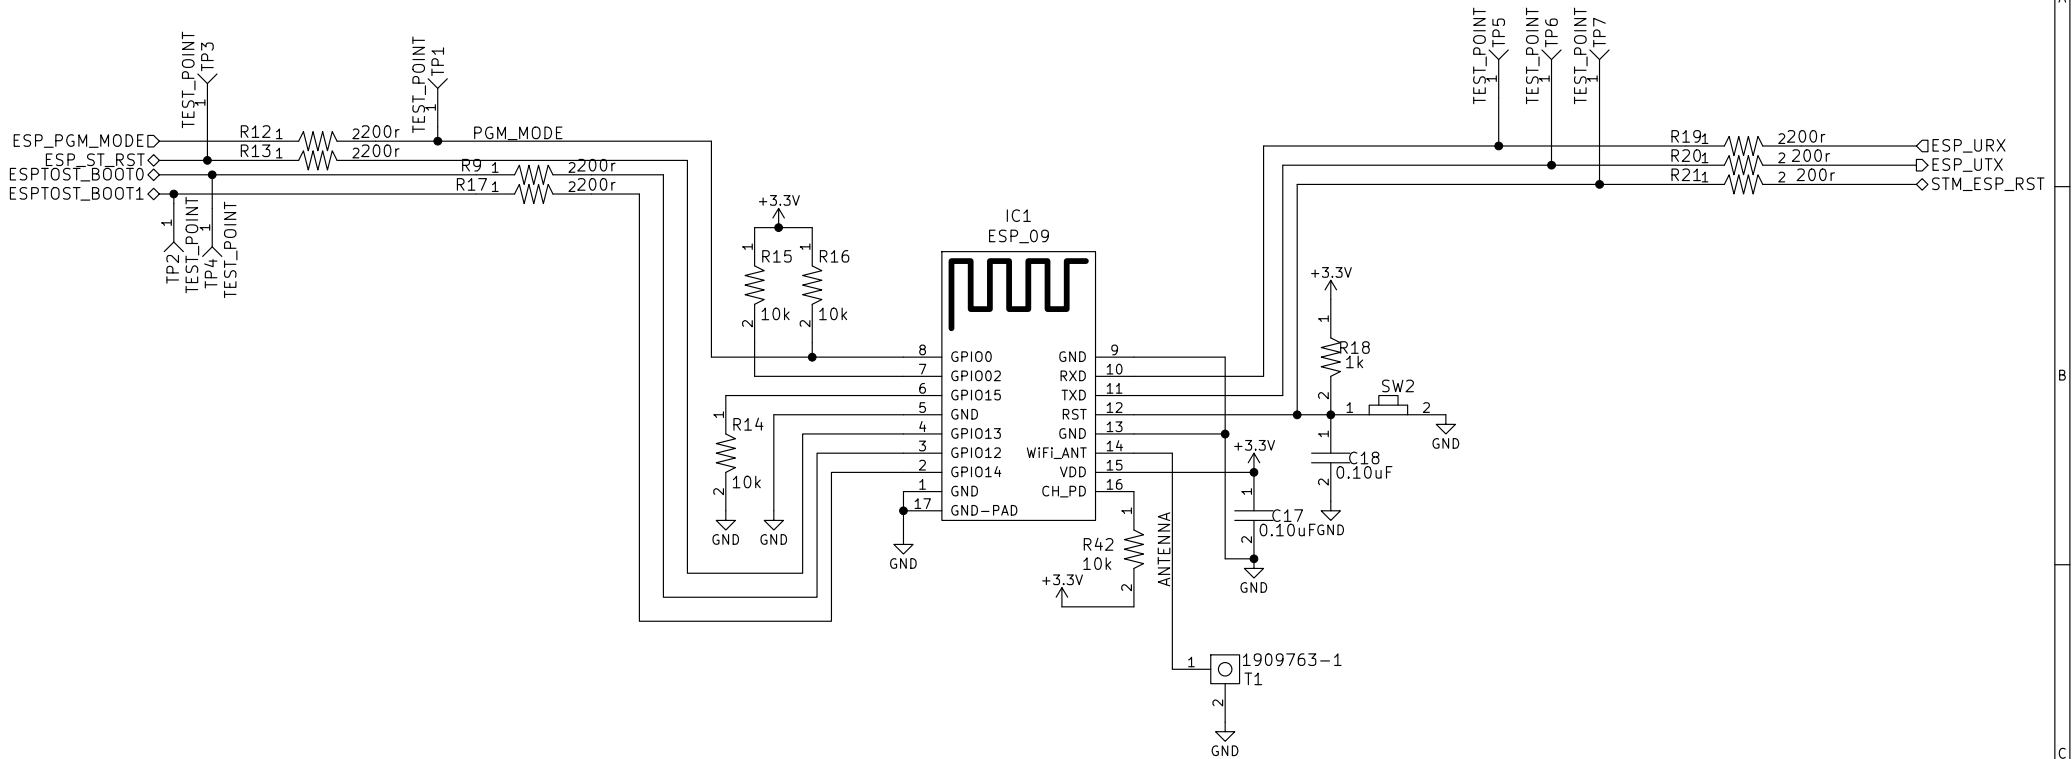 A
TEST_POINT
TP3
1
TEST_POINT
TP1
1
TEST_POINT
TP5
1
TEST_POINT
TP6
1
TEST_POINT
TP7
1
ESP_PGM_MODE
R12 1
2 200r
PGM_MODE
ESP_ST_RST
R13 1
2 200r
ESPTOST_BOOT0
R9 1
2 200r
ESPTOST_BOOT1
R17 1
2 200r
R19 1
2 200r
ESP_URX
R20 1
2 200r
ESP_UTX
R21 1
2 200r
STM_ESP_RST
1
TP2
TEST_POINT
1
TP4
TEST_POINT
+3.3V
1
R15
10k
2
1
R16
10k
2
IC1
ESP_09
8 GPIO0
7 GPIO02
6 GPIO15
5 GND
4 GPIO13
3 GPIO12
2 GPIO14
1 GND
17 GND-PAD
GND 9
RXD 10
TXD 11
RST 12
GND 13
WiFi_ANT 14
VDD 15
CH_PD 16
1
R14
10k
2
GND
GND
GND
+3.3V
1
R18
1k
2
SW2
1
2
GND
1
C18
0.10uF
2
GND
+3.3V
1
C17
0.10uF
2
GND
1
R42
10k
2
+3.3V
ANTENNA
1
1909763-1
T1
2
GND
B
C